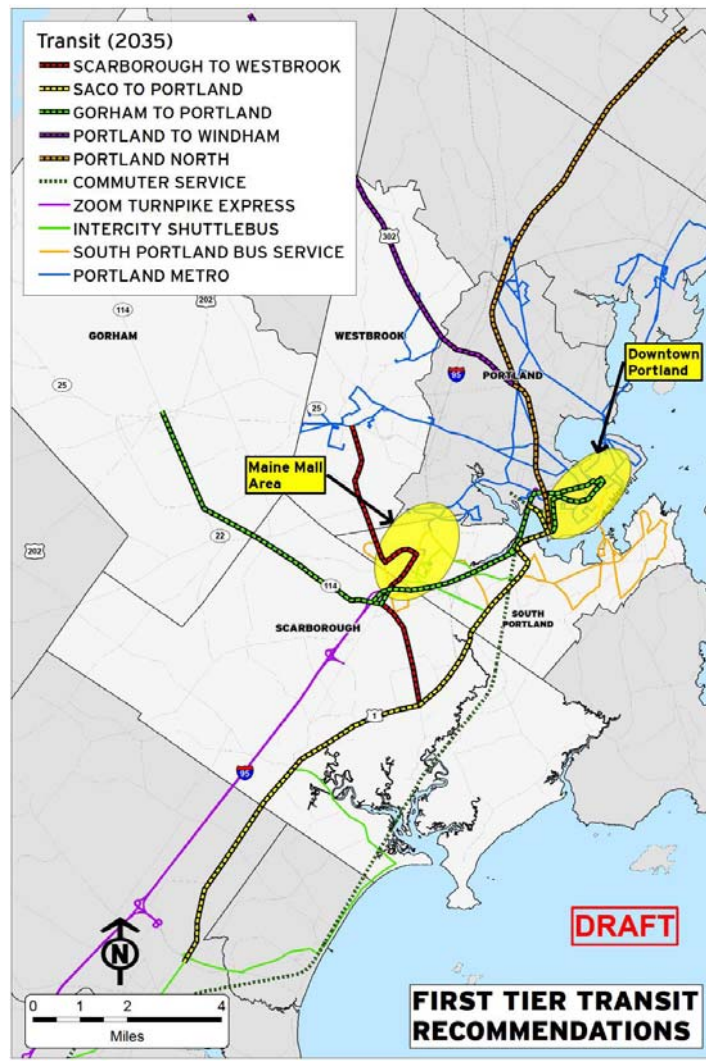 Transit (2035)
SCARBOROUGH TO WESTBROOK
SACO TO PORTLAND
GORHAM TO PORTLAND
PORTLAND TO WINDHAM
PORTLAND NORTH
COMMUTER SERVICE
ZOOM TURNPIKE EXPRESS
INTERCITY SHUTTLEBUS
SOUTH PORTLAND BUS SERVICE
PORTLAND METRO
302
202
114
GORHAM
WESTBROOK
Downtown
Portland
95
PORTLAND
25
25
Maine Mall
Area
22
202
114
SOUTH
PORTLAND
SCARBOROUGH
1
95
N
DRAFT
0 1 2 4
Miles
FIRST TIER TRANSIT
RECOMMENDATIONS